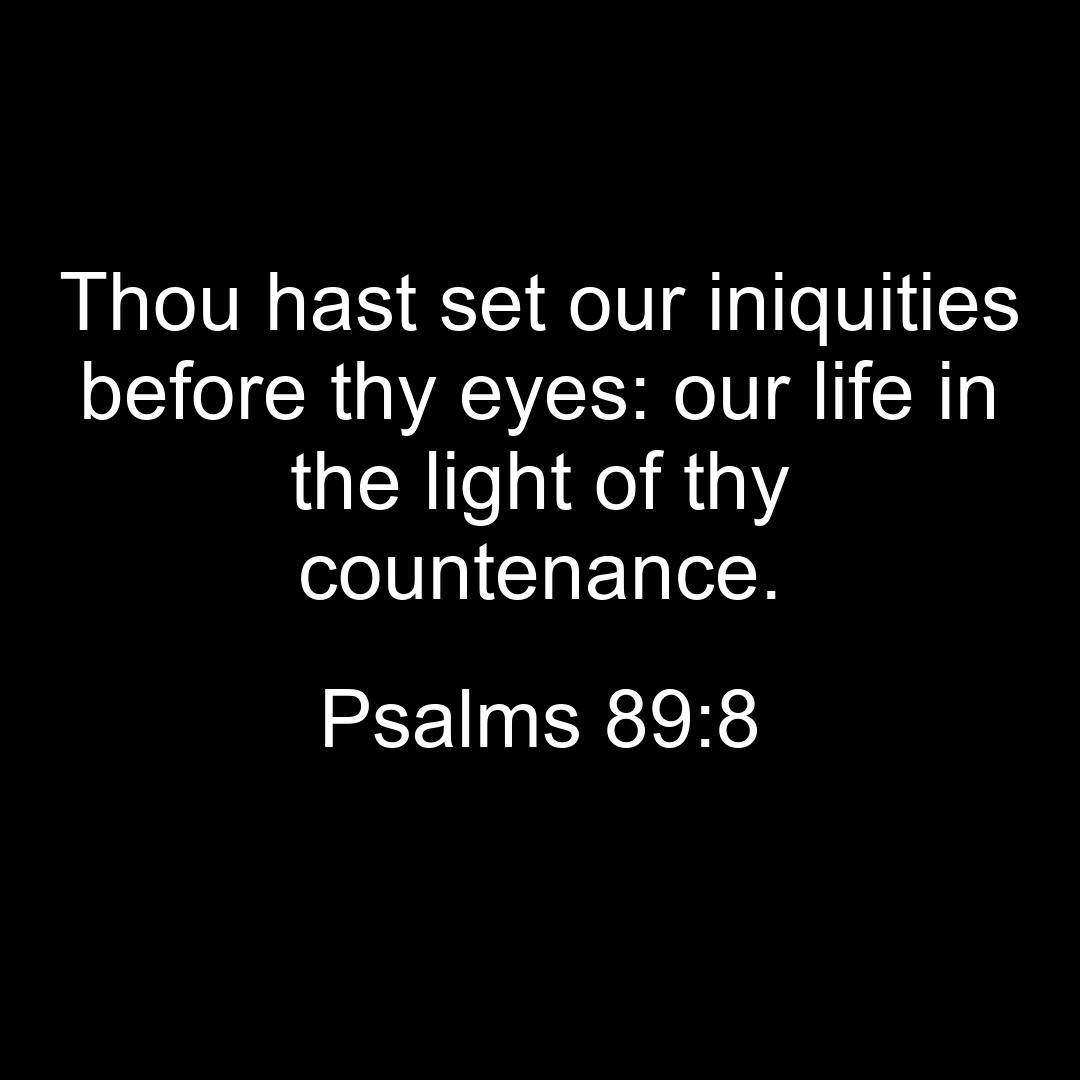 Thou hast set our iniquities
before thy eyes: our life in
the light of thy
countenance.
Psalms 89:8